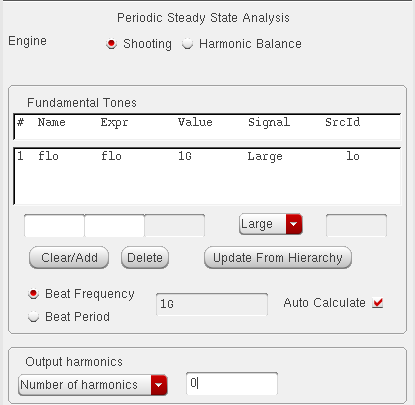 Periodic Steady State Analysis
Engine Shooting Harmonic Balance
Fundamental Tones
# Name Expr Value Signal SrcId
1 flo flo 1G Large lo
Large
Clear/Add Delete Update From Hierarchy
Beat Frequency
1G Auto Calculate
Beat Period
Output harmonics
Number of harmonics 0